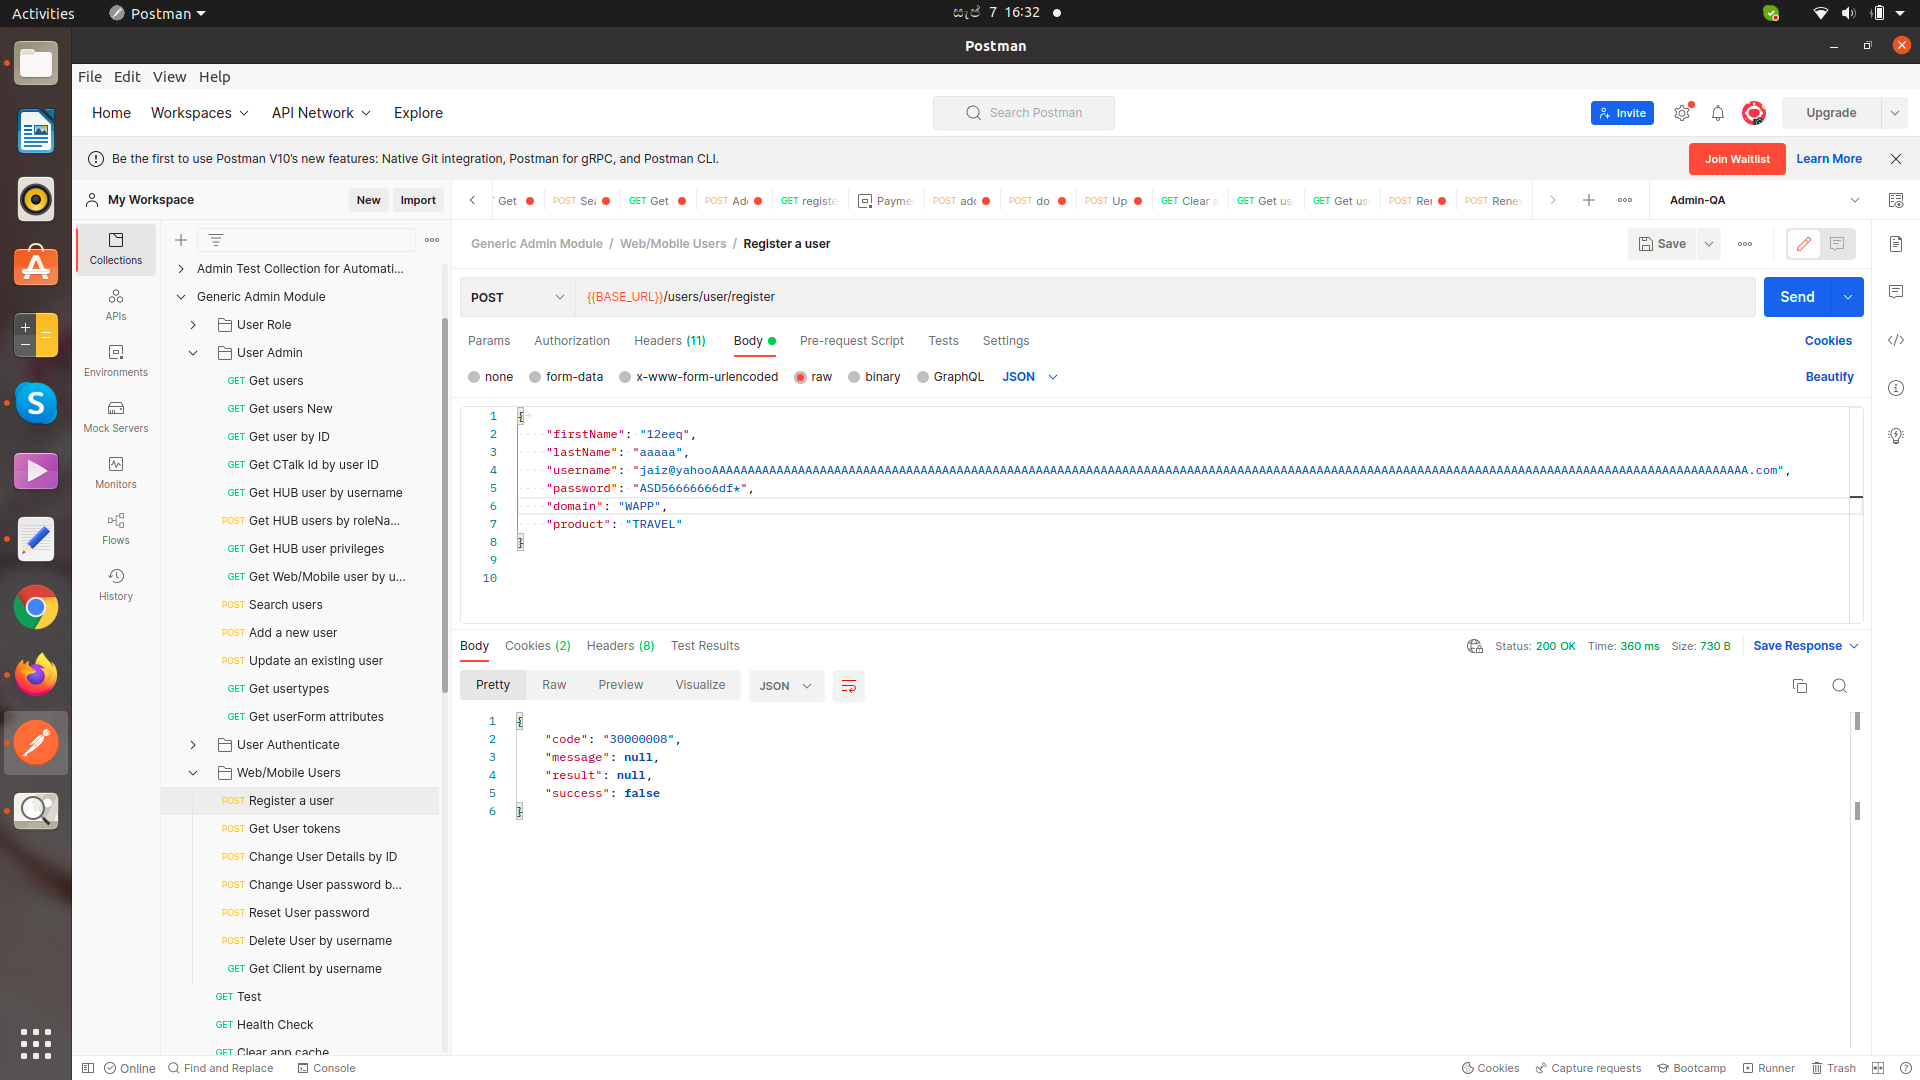 Activities
Postman
සැප් 7 16:32
Postman
File Edit View Help
Home Workspaces API Network Explore
Search Postman
Invite
Upgrade
Be the first to use Postman V10's new features: Native Git integration, Postman for gRPC, and Postman CLI.
Join Waitlist
Learn More
My Workspace
New
Import
Get
POST Sea
GET Get
POST Add
GET registe
Payme
POST add
POST do
POST Up
GET Clear a
GET Get us
GET Get us
POST Rei
POST Renev
Admin-QA
Collections
APIs
Environments
Mock Servers
Monitors
Flows
History
Admin Test Collection for Automati...
Generic Admin Module
User Role
User Admin
GET Get users
GET Get users New
GET Get user by ID
GET Get CTalk Id by user ID
GET Get HUB user by username
POST Get HUB users by roleNa...
GET Get HUB user privileges
GET Get Web/Mobile user by u...
POST Search users
POST Add a new user
POST Update an existing user
GET Get usertypes
GET Get userForm attributes
User Authenticate
Web/Mobile Users
POST Register a user
POST Get User tokens
POST Change User Details by ID
POST Change User password b...
POST Reset User password
POST Delete User by username
GET Get Client by username
GET Test
GET Health Check
GET Clear app cache
Generic Admin Module / Web/Mobile Users / Register a user
Save
POST
{{BASE_URL}}/users/user/register
Send
Params Authorization Headers (11) Body Pre-request Script Tests Settings
Cookies
none form-data x-www-form-urlencoded raw binary GraphQL JSON
Beautify
1 {
2 "firstName": "12eeq",
3 "lastName": "aaaaa",
4
5 "password": "ASD56666666df*",
6 "domain": "WAPP",
7 "product": "TRAVEL"
8 }
9
10
Body Cookies (2) Headers (8) Test Results
Status: 200 OK Time: 360 ms Size: 730 B
Save Response
Pretty Raw Preview Visualize JSON
1 {
2 "code": "30000008",
3 "message": null,
4 "result": null,
5 "success": false
6 }
Online
Find and Replace
Console
Cookies
Capture requests
Bootcamp
Runner
Trash